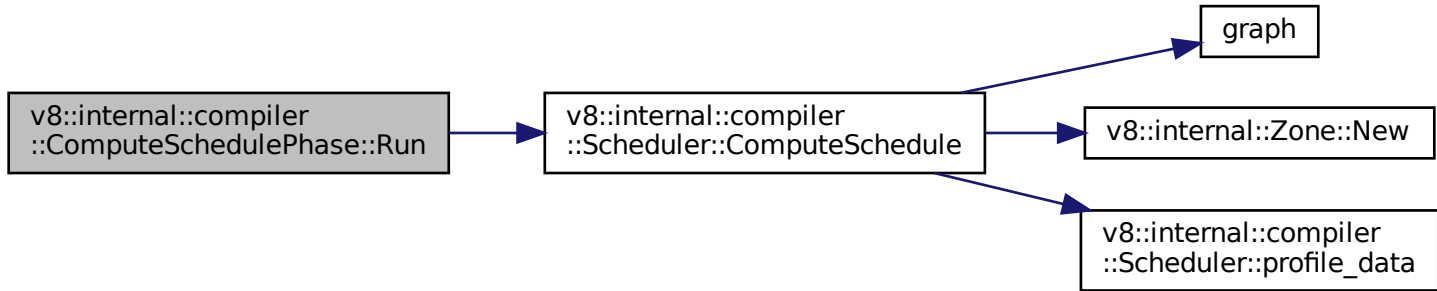 v8::internal::compiler
::ComputeSchedulePhase::Run
v8::internal::compiler
::Scheduler::ComputeSchedule
graph
v8::internal::Zone::New
v8::internal::compiler
::Scheduler::profile_data